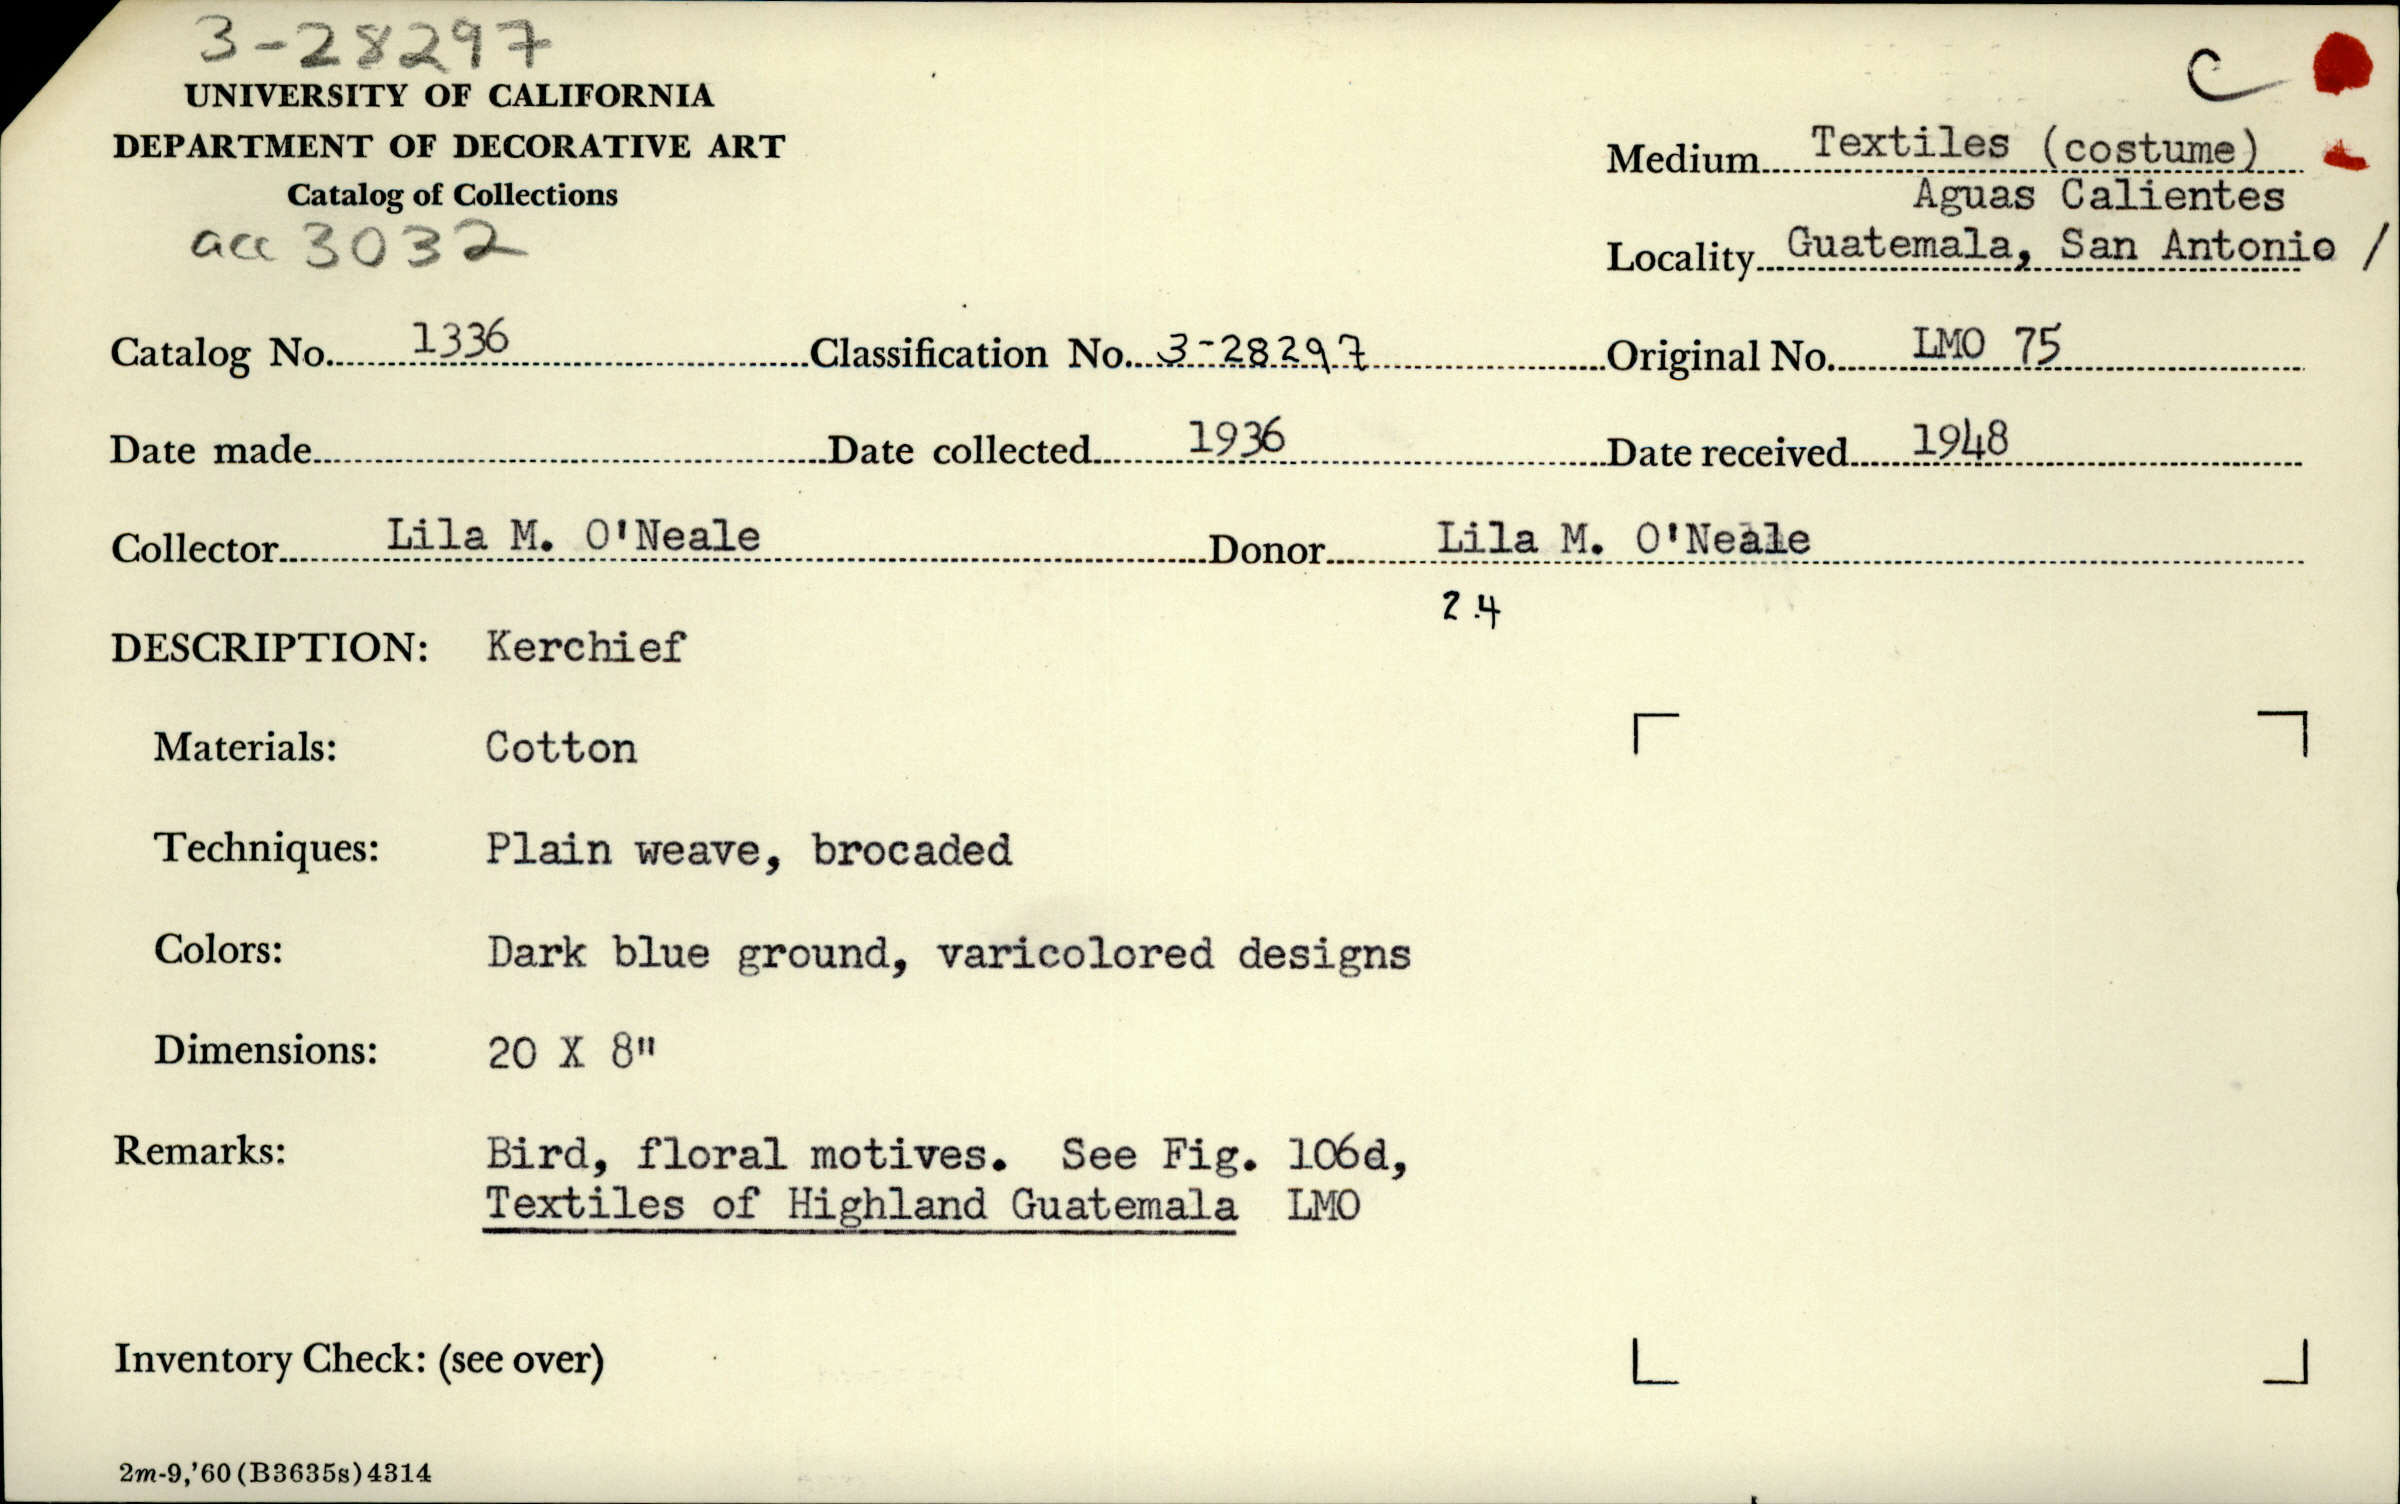 3-28297
UNIVERSITY OF CALIFORNIA
DEPARTMENT OF DECORATIVE ART
Catalog of Collections
acc 3032
C
Medium Textiles (costume)
Aguas Calientes
Locality Guatemala, San Antonio /
Catalog No. 1336 Classification No. 3-28297 Original No. LMO 75
Date made Date collected 1936 Date received 1948
Collector Lila M. O'Neale Donor Lila M. O'Neale
2.4
DESCRIPTION: Kerchief
Materials: Cotton
Techniques: Plain weave, brocaded
Colors: Dark blue ground, varicolored designs
Dimensions: 20 X 8"
Remarks: Bird, floral motives. See Fig. 106d,
Textiles of Highland Guatemala LMO
Inventory Check: (see over)
2m-9,'60 (B3635s) 4314